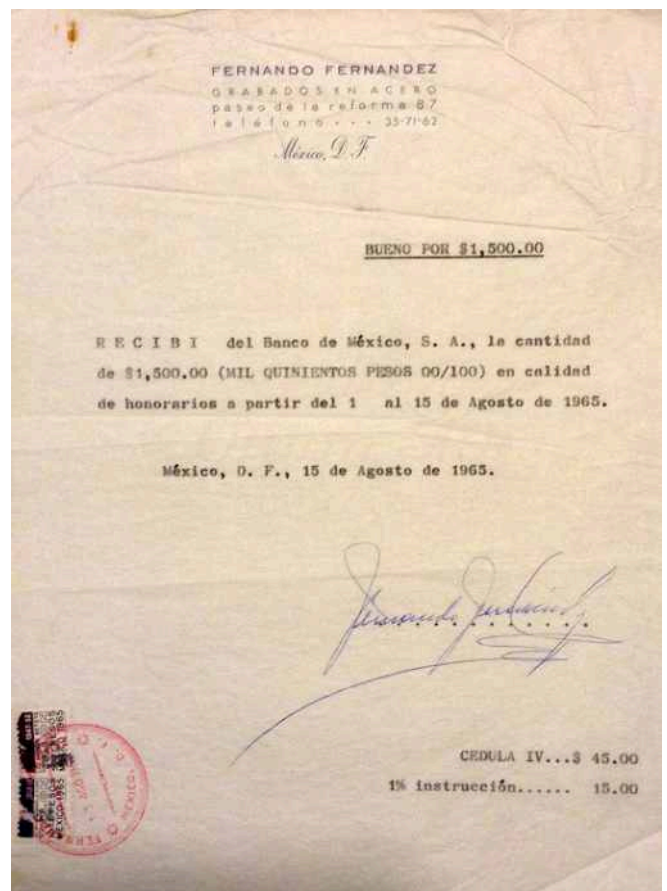 FERNANDO FERNANDEZ
GRABADOS EN ACERO
paseo de la reforma 87
teléfono . . . 35-71-62
México, D. F.
BUENO POR $1,500.00
R E C I B I del Banco de México, S. A., la cantidad
de $1,500.00 (MIL QUINIENTOS PESOS 00/100) en calidad
de honorarios a partir del 1 al 15 de Agosto de 1965.
México, D. F., 15 de Agosto de 1965.
Fernando Fernández
CEDULA IV...$ 45.00
1% instrucción...... 15.00
MEXICO